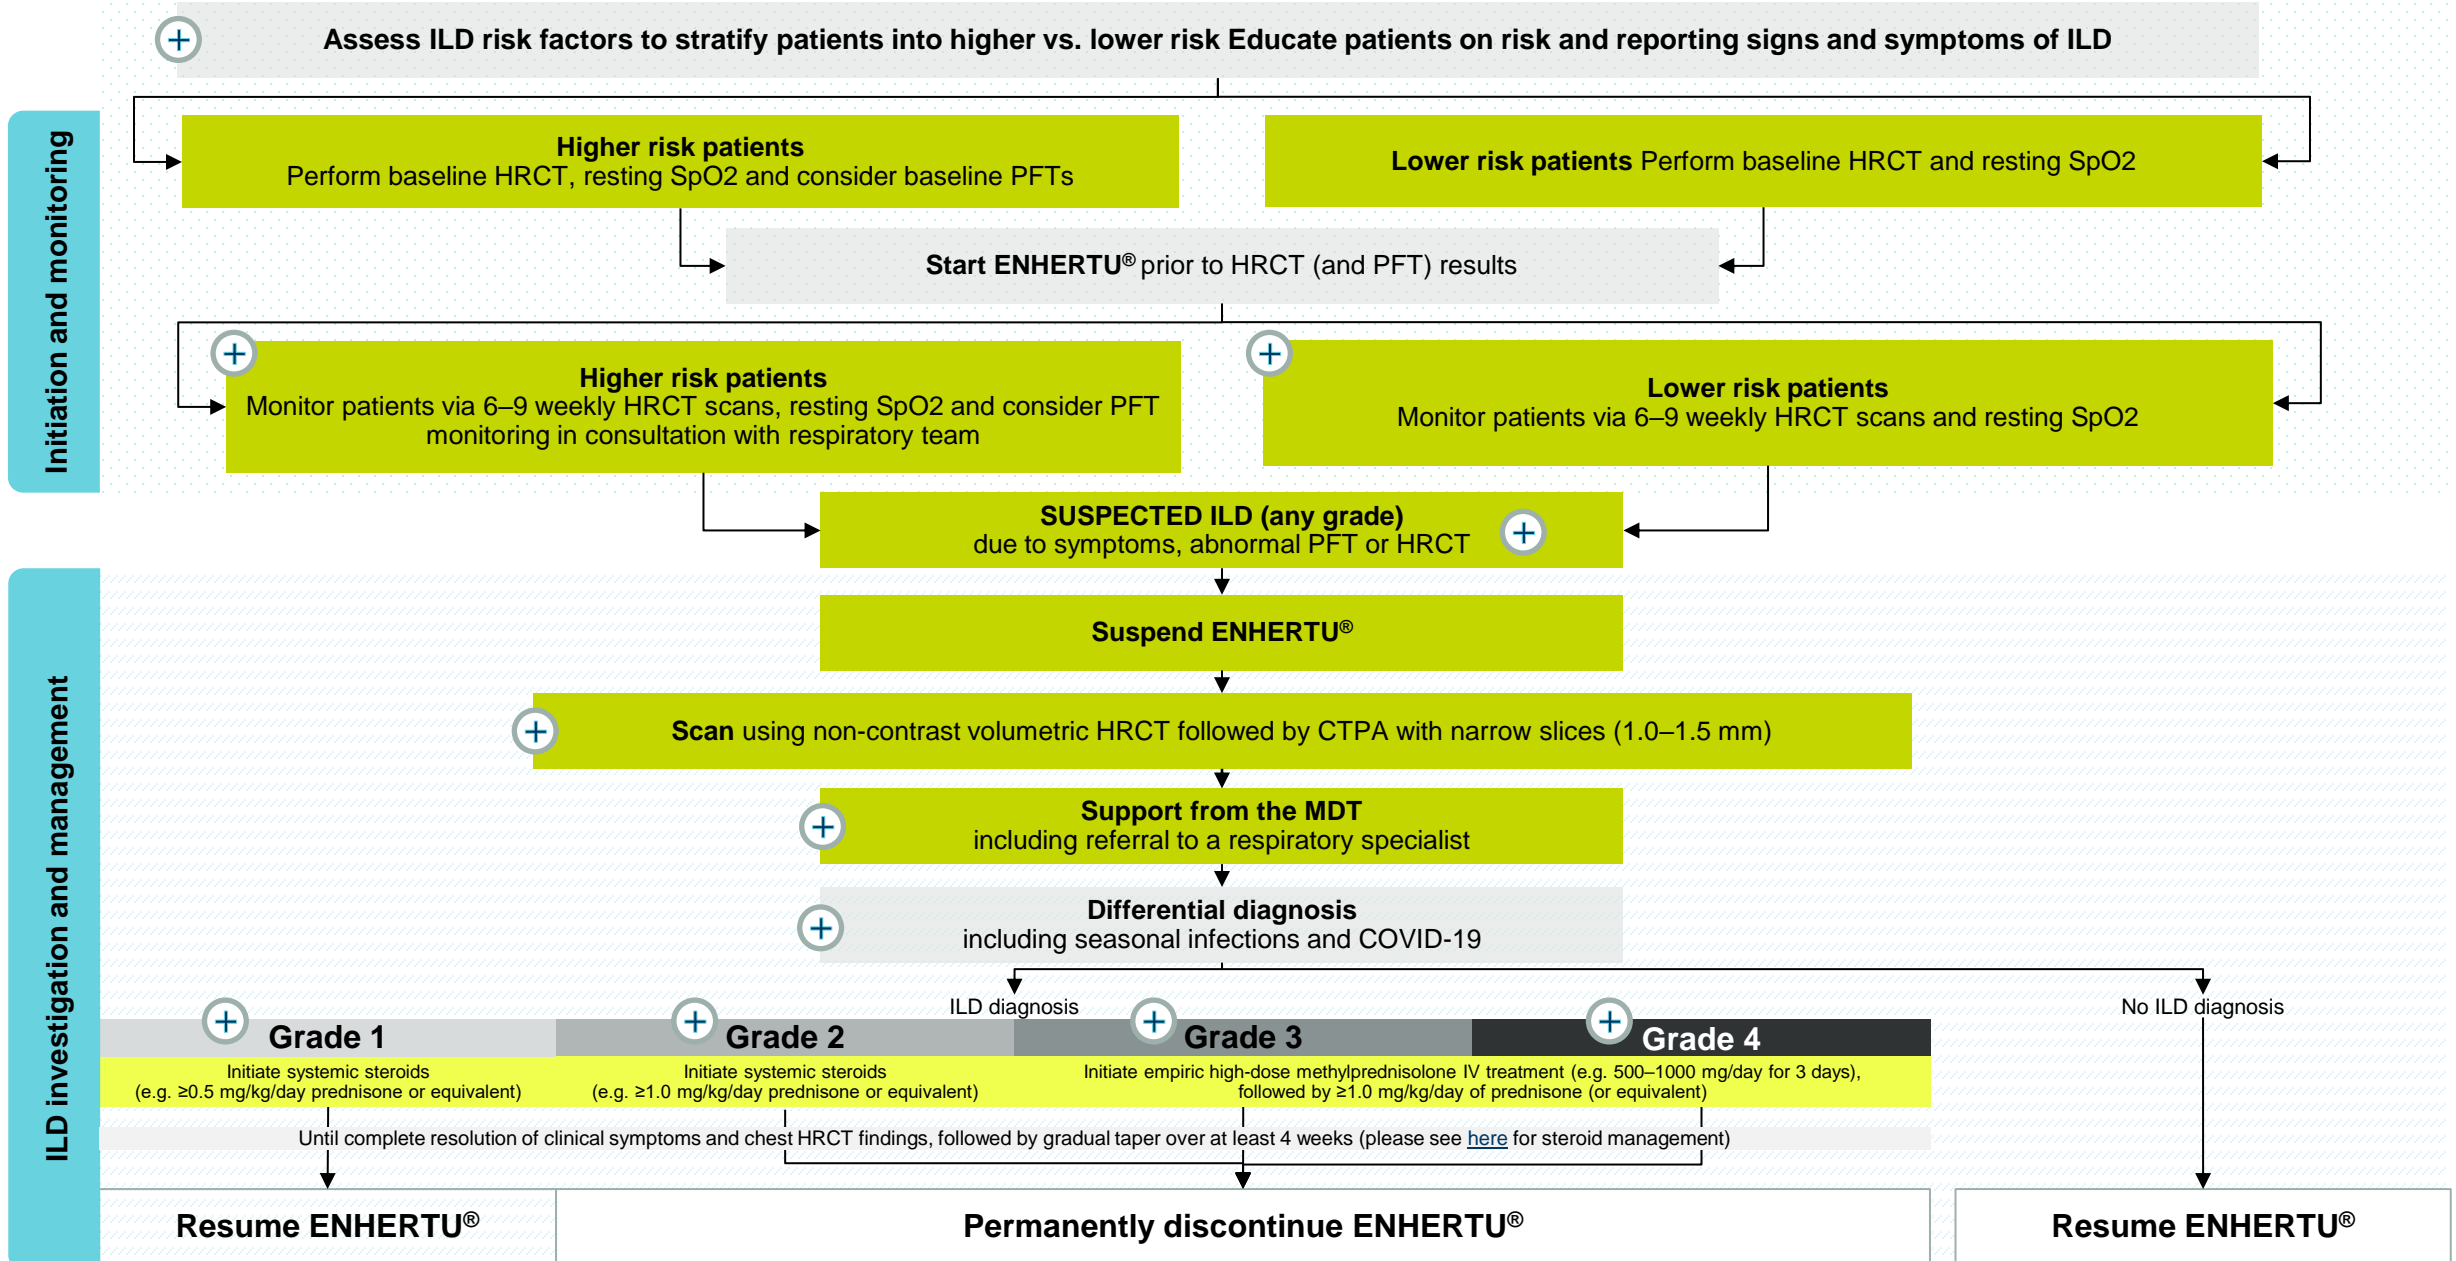 Assess ILD risk factors to stratify patients into higher vs. lower risk Educate patients on risk and reporting signs and symptoms of ILD
Initiation and monitoring
Higher risk patients
Perform baseline HRCT, resting SpO2 and consider baseline PFTs
Lower risk patients Perform baseline HRCT and resting SpO2
Start ENHERTU® prior to HRCT (and PFT) results
Higher risk patients
Monitor patients via 6–9 weekly HRCT scans, resting SpO2 and consider PFT
monitoring in consultation with respiratory team
Lower risk patients
Monitor patients via 6–9 weekly HRCT scans and resting SpO2
SUSPECTED ILD (any grade)
due to symptoms, abnormal PFT or HRCT
ILD investigation and management
Suspend ENHERTU®
Scan using non-contrast volumetric HRCT followed by CTPA with narrow slices (1.0–1.5 mm)
Support from the MDT
including referral to a respiratory specialist
Differential diagnosis
including seasonal infections and COVID-19
ILD diagnosis
No ILD diagnosis
Grade 1
Grade 2
Grade 3
Grade 4
Initiate systemic steroids
(e.g. ≥0.5 mg/kg/day prednisone or equivalent)
Initiate systemic steroids
(e.g. ≥1.0 mg/kg/day prednisone or equivalent)
Initiate empiric high-dose methylprednisolone IV treatment (e.g. 500–1000 mg/day for 3 days),
followed by ≥1.0 mg/kg/day of prednisone (or equivalent)
Until complete resolution of clinical symptoms and chest HRCT findings, followed by gradual taper over at least 4 weeks (please see here for steroid management)
Resume ENHERTU®
Permanently discontinue ENHERTU®
Resume ENHERTU®